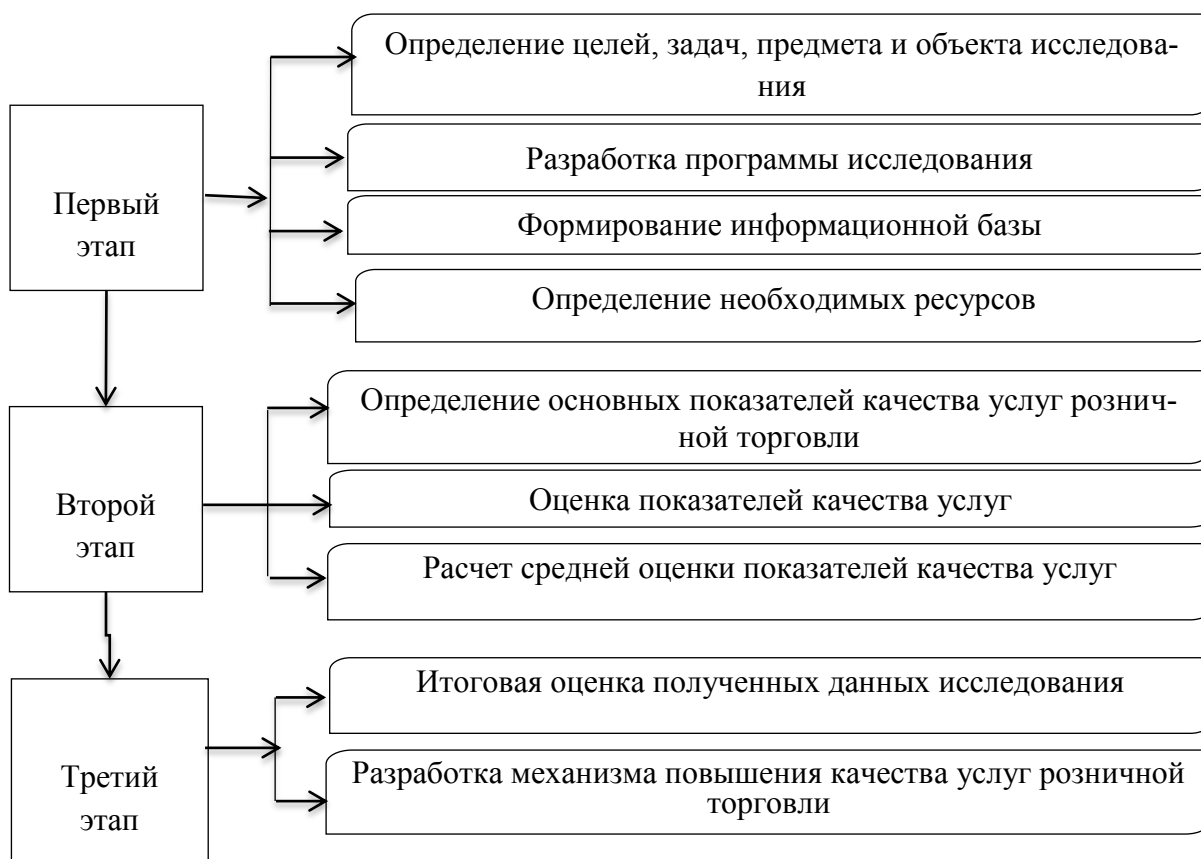 Первый
этап
Определение целей, задач, предмета и объекта исследова-
ния
Разработка программы исследования
Формирование информационной базы
Определение необходимых ресурсов
Второй
этап
Определение основных показателей качества услуг рознич-
ной торговли
Оценка показателей качества услуг
Расчет средней оценки показателей качества услуг
Третий
этап
Итоговая оценка полученных данных исследования
Разработка механизма повышения качества услуг розничной
торговли